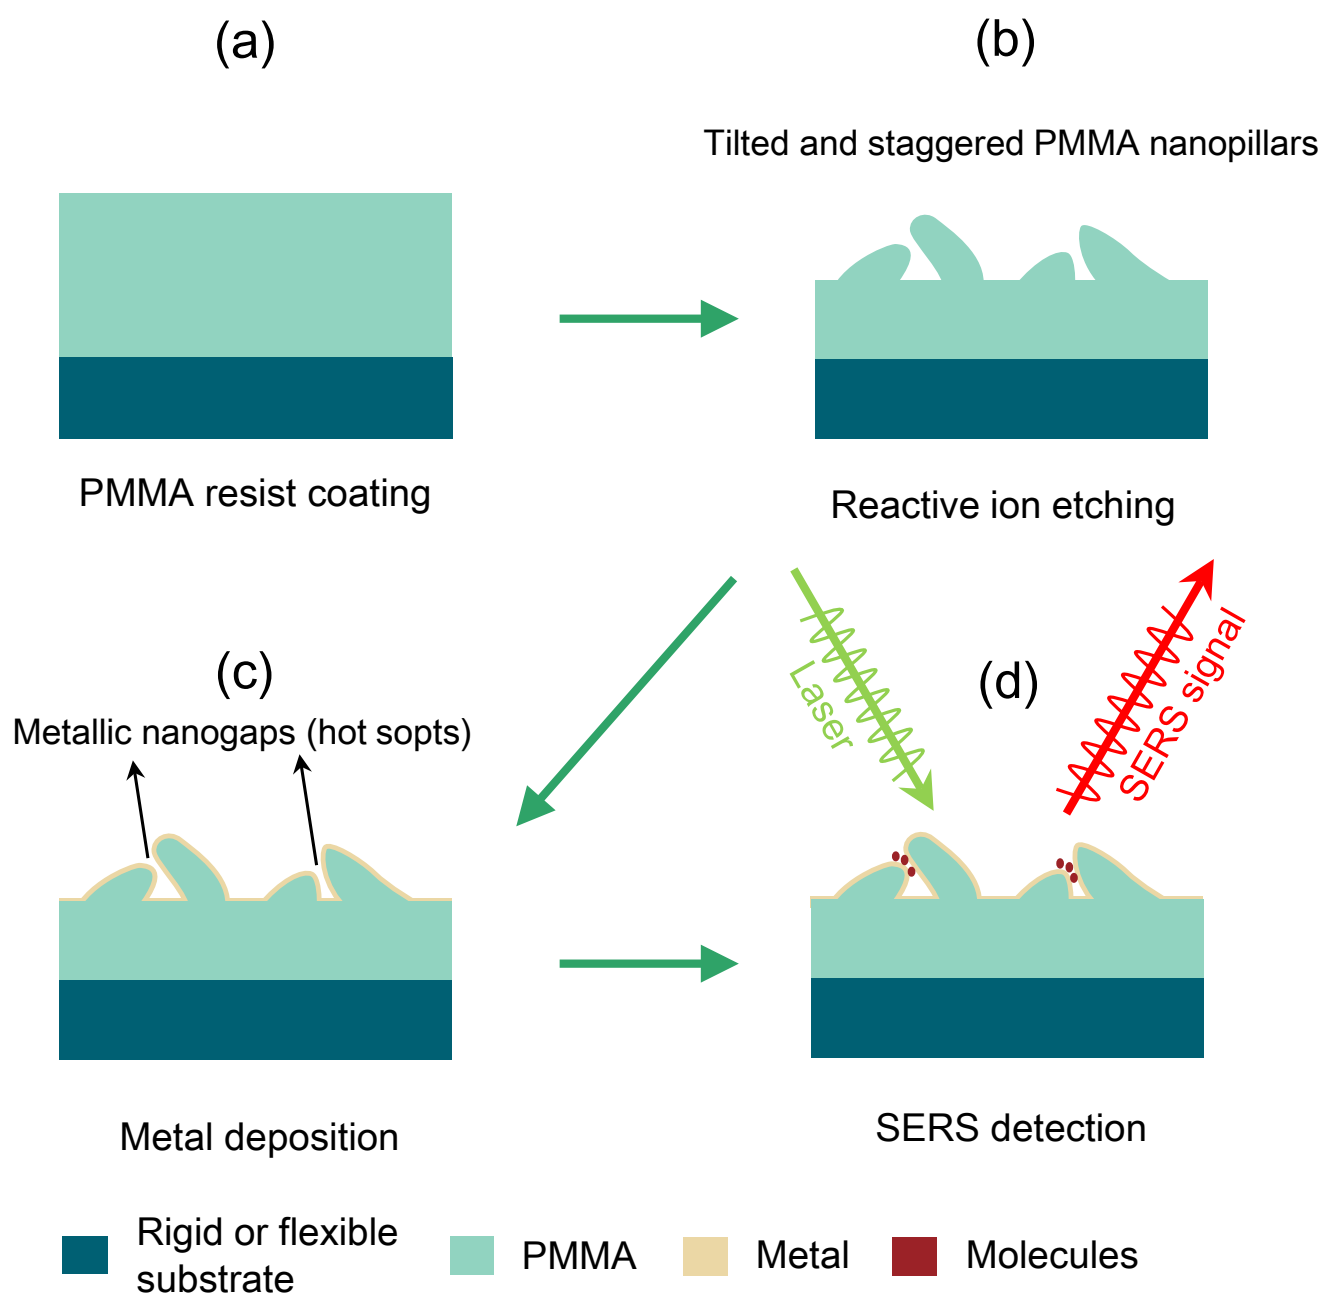 (a)
(b)
Tilted and staggered PMMA nanopillars
PMMA resist coating
Reactive ion etching
(c)
Metallic nanogaps (hot sopts)
Laser
(d)
SERS signal
Metal deposition
SERS detection
Rigid or flexible
substrate
PMMA
Metal
Molecules